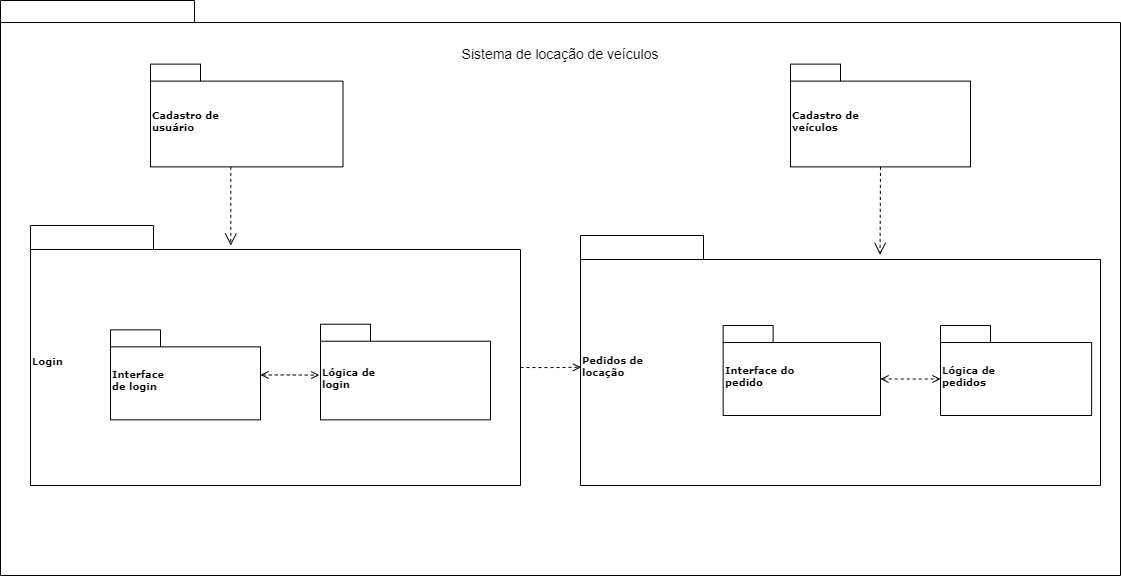 Sistema de locação de veículos
Cadastro de
usuário
Cadastro de
veículos
Login
Interface
de login
Lógica de
login
Pedidos de
locação
Interface do
pedido
Lógica de
pedidos